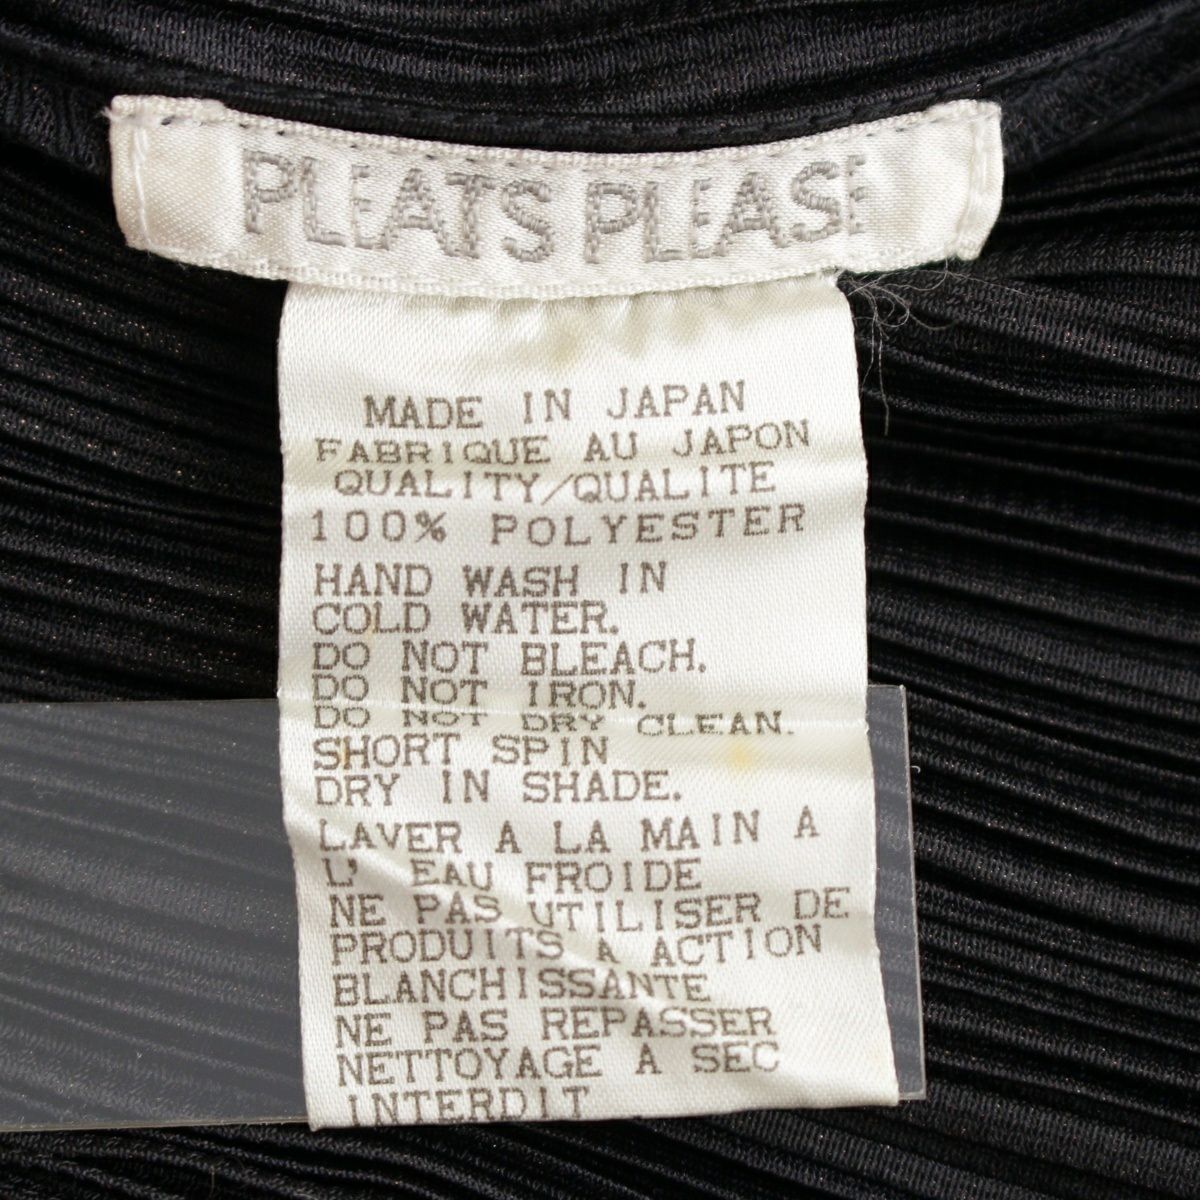 PLEATS PLEASE
MADE IN JAPAN
FABRIQUE AU JAPON
QUALITY/QUALITE
100% POLYESTER
HAND WASH IN
COLD WATER.
DO NOT BLEACH.
DO NOT IRON.
DO NOT DRY CLEAN.
SHORT SPIN
DRY IN SHADE.
LAVER A LA MAIN A
L' EAU FROIDE
NE PAS UTILISER DE
PRODUITS A ACTION
BLANCHISSANTE
NE PAS REPASSER
NETTOYAGE A SEC
INTERDIT